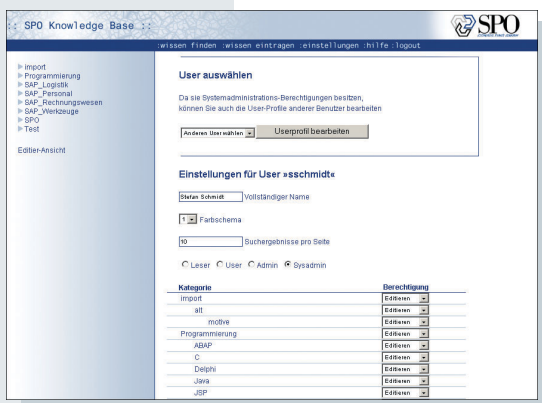 :: SPO Knowledge Base ::
SPO
:wissen finden :wissen eintragen :einstellungen :hilfe :logout
import
Programmierung
SAP_Logistik
SAP_Personal
SAP_Rechnungswesen
SAP_Werkzeuge
SPO
Test
Editier-Ansicht
User auswählen
Da sie Systemadministrations-Berechtigungen besitzen,
können Sie auch die User-Profile anderer Benutzer bearbeiten
Anderen User wählen Userprofil bearbeiten
Einstellungen für User »sschmidt«
Stefan Schmidt Vollständiger Name
1 Farbschema
10 Suchergebnisse pro Seite
Leser User Admin Sysadmin
Kategorie Berechtigung
import Editieren
alt Editieren
motive Editieren
Programmierung Editieren
ABAP Editieren
C Editieren
Delphi Editieren
Java Editieren
JSP Editieren